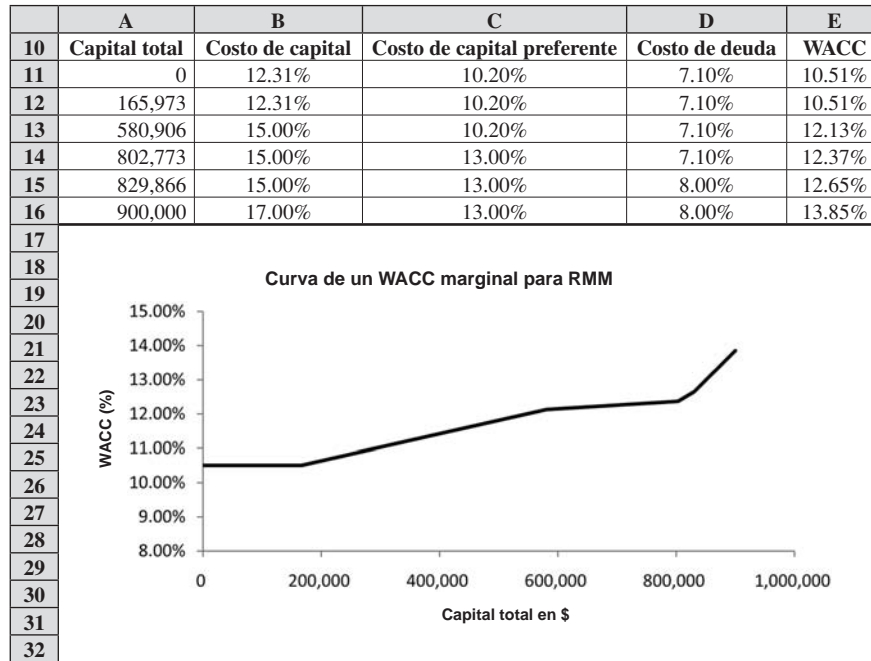 A B C D E
10 Capital total Costo de capital Costo de capital preferente Costo de deuda WACC
11 0 12.31% 10.20% 7.10% 10.51%
12 165,973 12.31% 10.20% 7.10% 10.51%
13 580,906 15.00% 10.20% 7.10% 12.13%
14 802,773 15.00% 13.00% 7.10% 12.37%
15 829,866 15.00% 13.00% 8.00% 12.65%
16 900,000 17.00% 13.00% 8.00% 13.85%
17
18
19
20
21
22
23
24
25
26
27
28
29
30
31
32
Curva de un WACC marginal para RMM
15.00%
14.00%
13.00%
12.00%
11.00%
10.00%
9.00%
8.00%
WACC (%)
0 200,000 400,000 600,000 800,000 1,000,000
Capital total en $